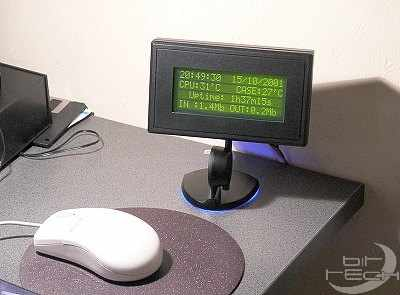 20:49:30 15/10/2001
CPU:31°C CASE:27°C
Uptime: 1h37m15s
IN :1.4Mb OUT:0.2Mb
bit
tech